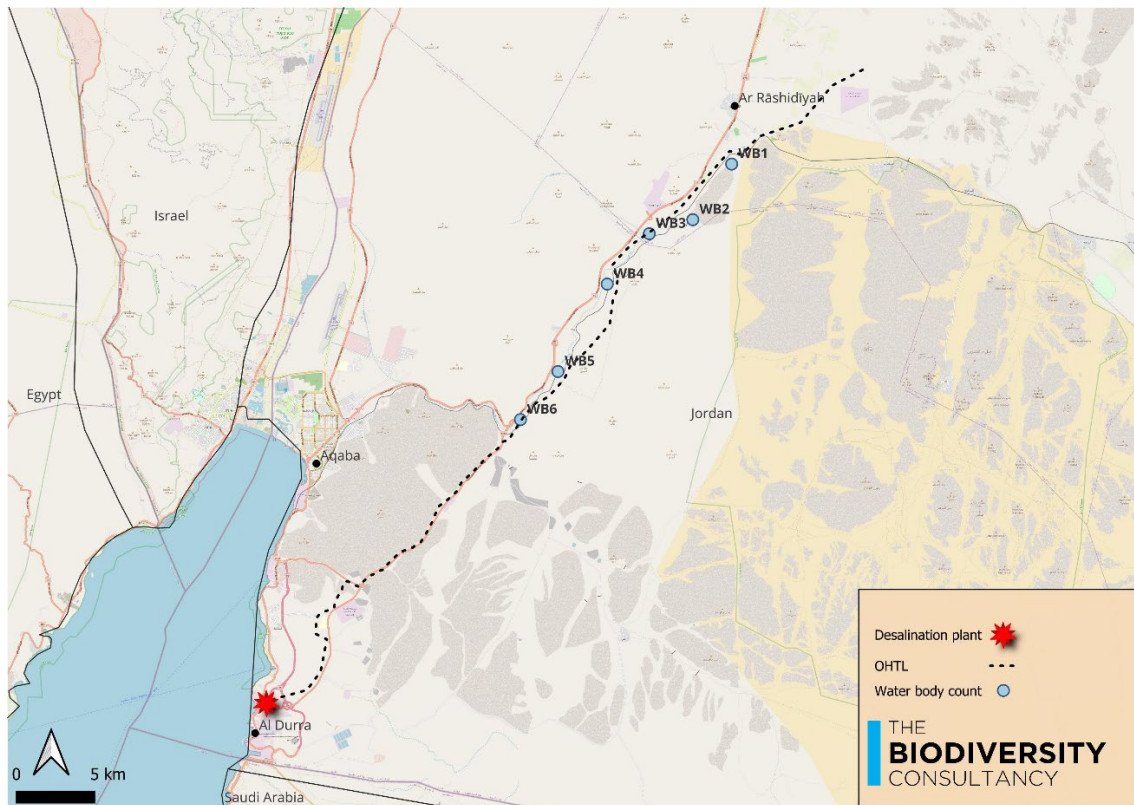 Ar Rāshidīyah
WB1
WB2
WB3
WB4
WB5
WB6
Israel
Egypt
Jordan
Aqaba
Al Durra
Saudi Arabia
0 5 km
Desalination plant
OHTL
Water body count
THE
BIODIVERSITY
CONSULTANCY